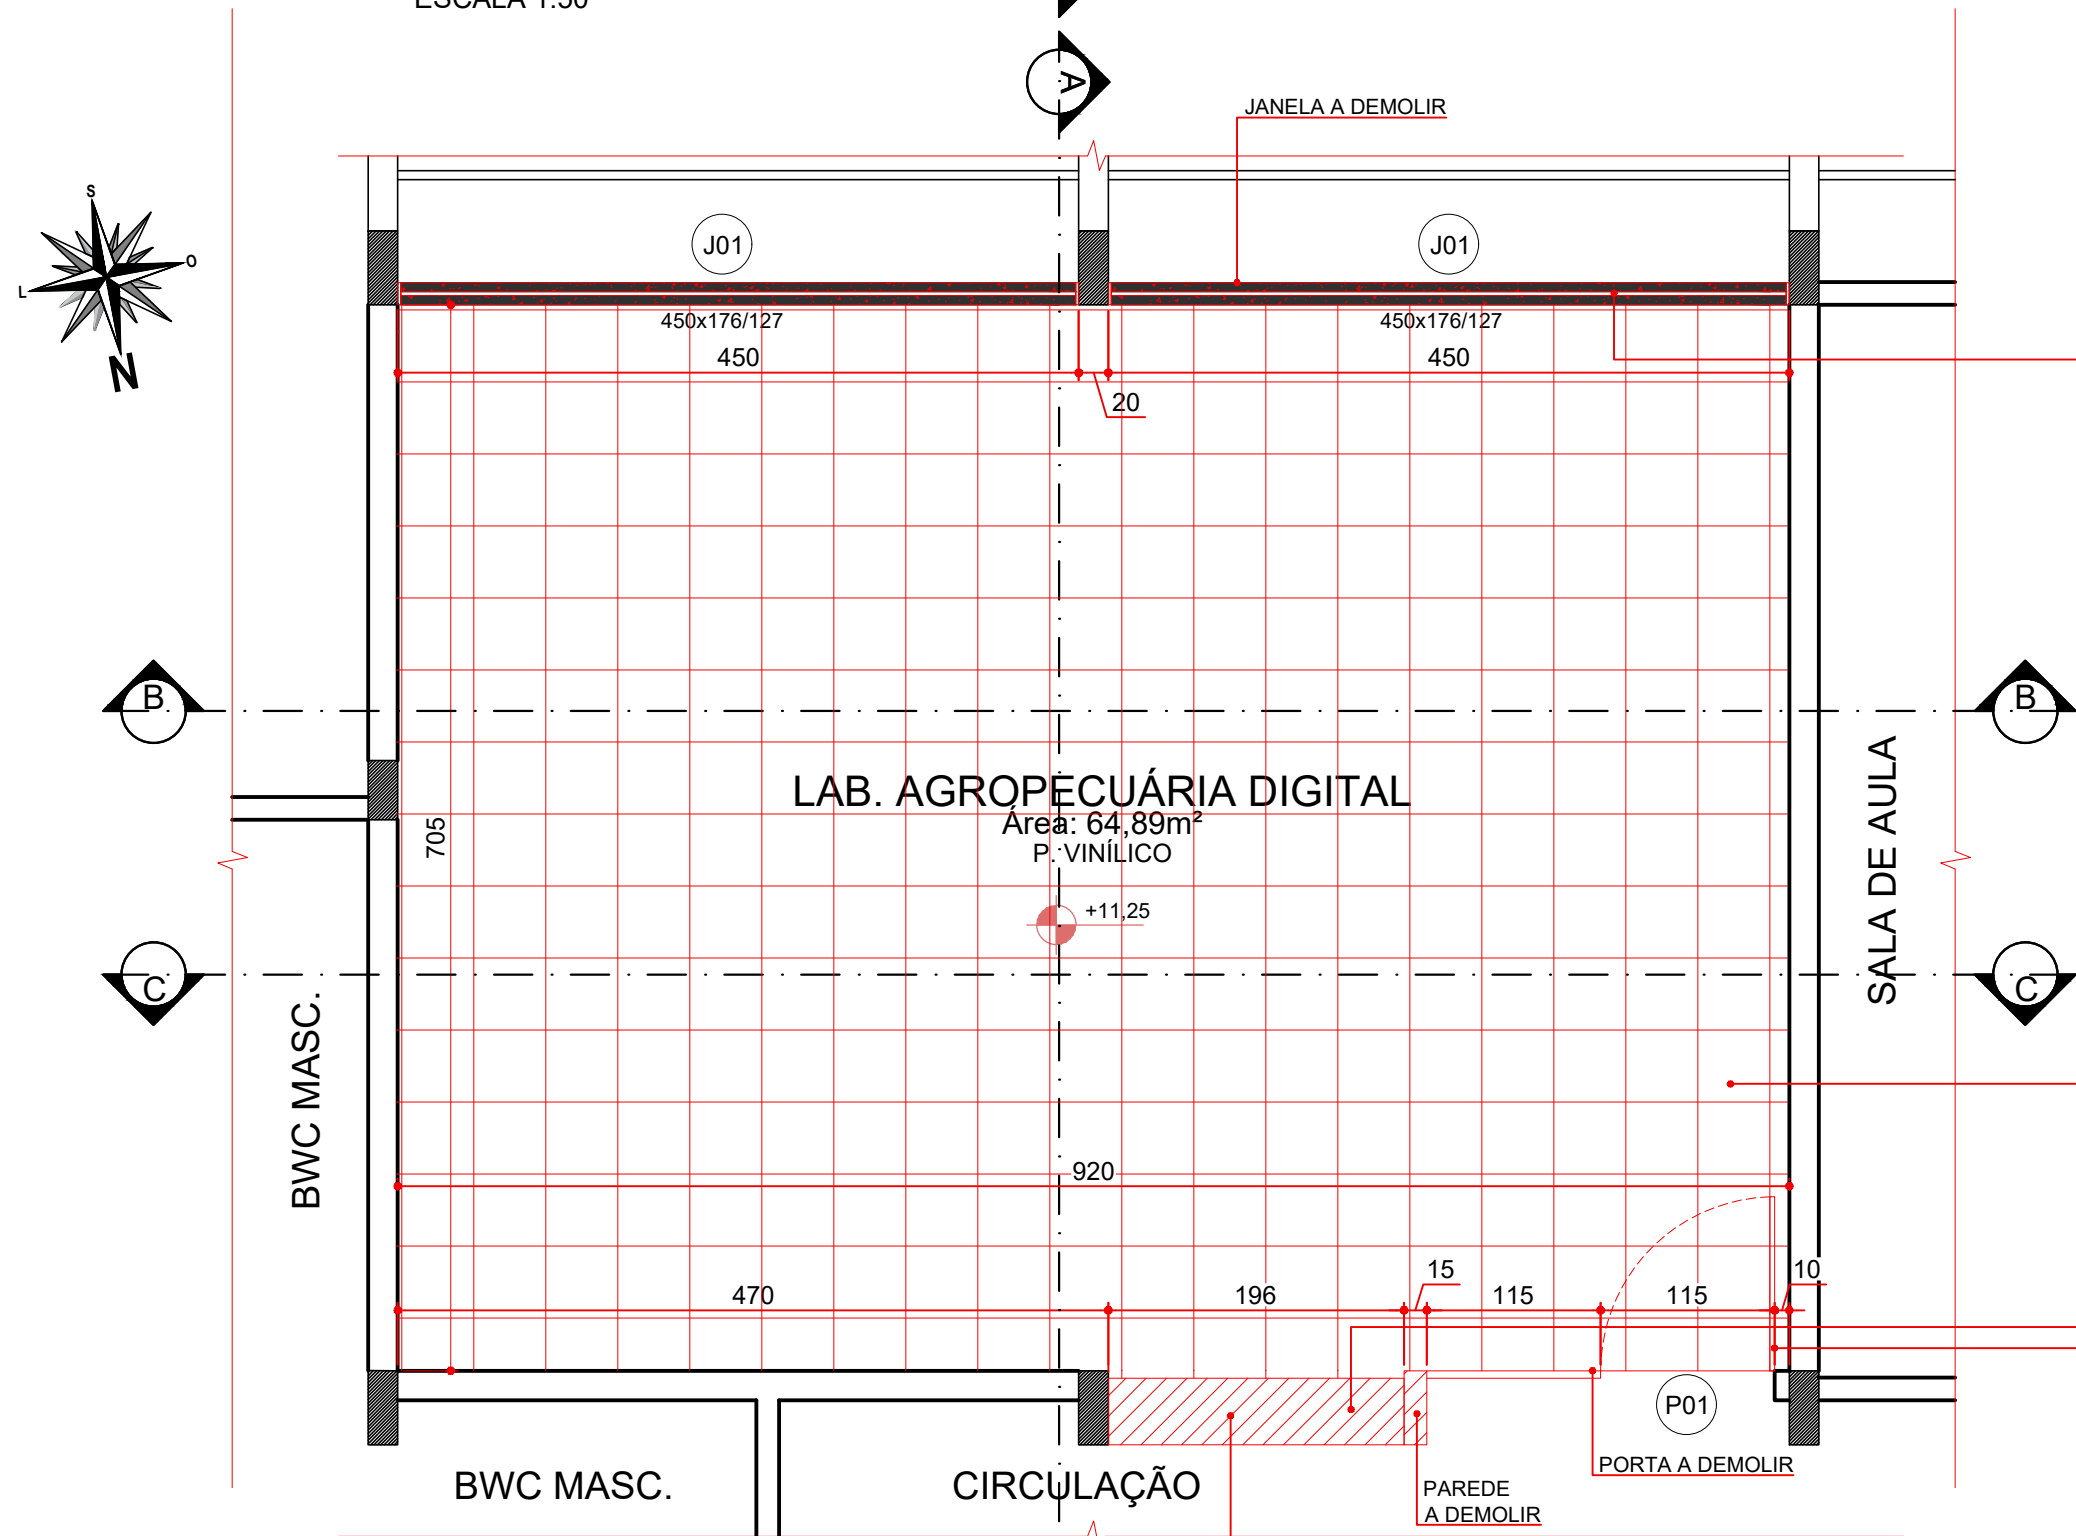 ESCALA 1:50
A
JANELA A DEMOLIR
S
O
L
N
J01
J01
450x176/127
450x176/127
450
450
20
B
B
LAB. AGROPECUÁRIA DIGITAL
Área: 64,89m²
P. VINÍLICO
705
+11,25
SALA DE AULA
C
C
BWC MASC.
920
470
196
15
115
115
10
P01
BWC MASC.
CIRCULAÇÃO
PAREDE
A DEMOLIR
PORTA A DEMOLIR